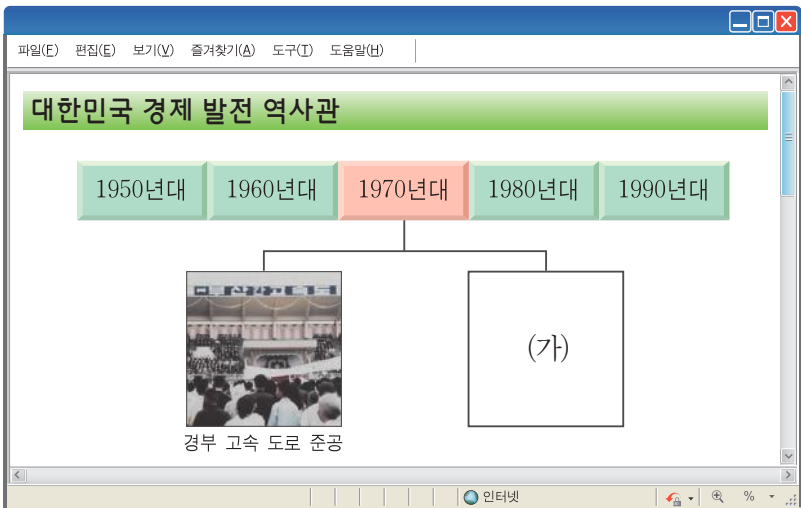 파일(F) 편집(E) 보기(V) 즐겨찾기(A) 도구(T) 도움말(H)
대한민국 경제 발전 역사관
1950년대 1960년대 1970년대 1980년대 1990년대
(가)
경부 고속 도로 준공
인터넷 %